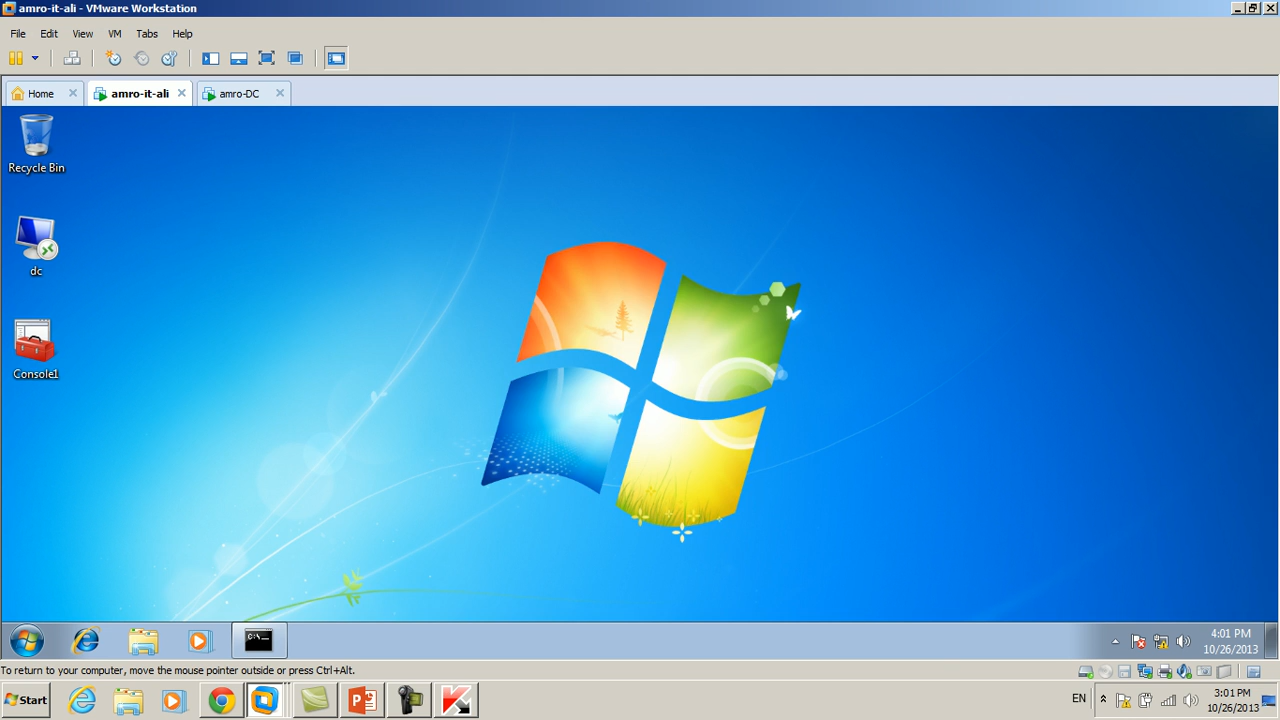 amro-it-ali - VMware Workstation
File Edit View VM Tabs Help
Home amro-it-ali amro-DC
Recycle Bin
dc
Console1
C:\
4:01 PM
10/26/2013
To return to your computer, move the mouse pointer outside or press Ctrl+Alt.
Start
EN
3:01 PM
10/26/2013